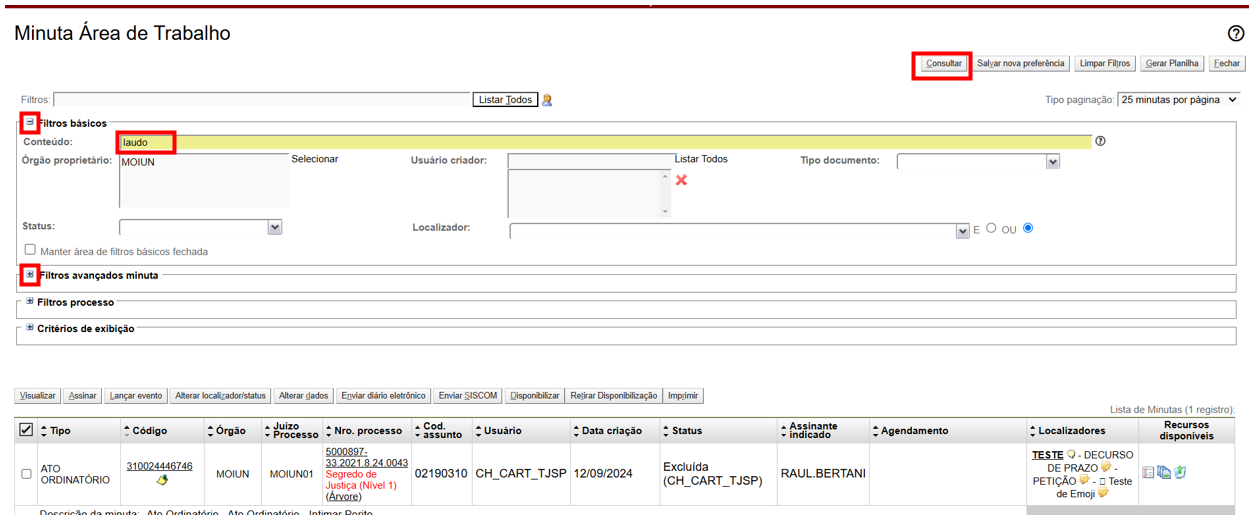 Minuta Área de Trabalho
Consultar Salvar nova preferência Limpar Filtros Gerar Planilha Fechar
Filtros: Listar Todos Tipo paginação: 25 minutas por página
Filtros básicos
Conteúdo: laudo
Órgão proprietário: MOIUN Selecionar Usuário criador: Listar Todos Tipo documento:
Status: Localizador: E OU
Manter área de filtros básicos fechada
Filtros avançados minuta
Filtros processo
Critérios de exibição
Visualizar Assinar Lançar evento Alterar localizador/status Alterar dados Enviar diário eletrônico Enviar SISCOM Disponibilizar Retirar Disponibilização Imprimir
Lista de Minutas (1 registro):
Tipo Código Órgão Juízo Processo Nro. processo Cod. assunto Usuário Data criação Status Assinante indicado Agendamento Localizadores Recursos disponíveis
ATO ORDINATÓRIO 310024446746 MOIUN MOIUN01 5000897-33.2021.8.24.0043 Segredo de Justiça (Nível 1) (Árvore) 02190310 CH_CART_TJSP 12/09/2024 Excluída (CH_CART_TJSP) RAUL.BERTANI TESTE - DECURSO DE PRAZO - PETIÇÃO - Teste de Emoji
Descrição da minuta: Ato Ordinatório - Ato Ordinatório - Intimar Perito